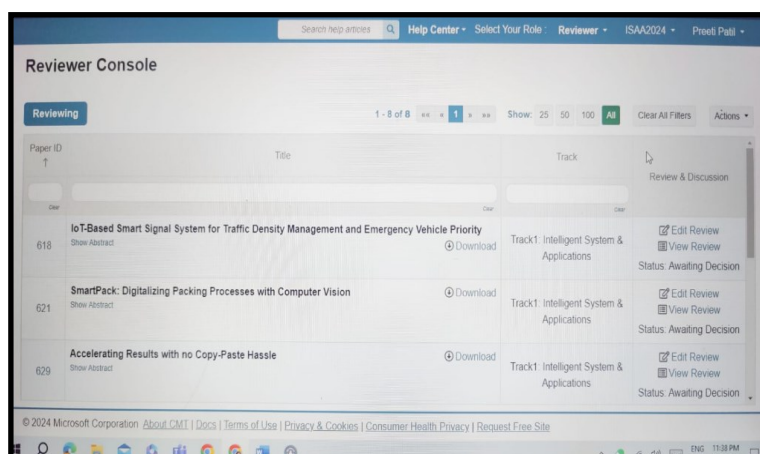 Search help articles Help Center Select Your Role : Reviewer ISAA2024 Preeti Patil
Reviewer Console
Reviewing 1 - 8 of 8 «« « 1 » »» Show: 25 50 100 All Clear All Filters Actions
Paper ID Title Track Review & Discussion
↑
Clear Clear Clear
618 IoT-Based Smart Signal System for Traffic Density Management and Emergency Vehicle Priority
Show Abstract Download
Track1: Intelligent System &
Applications
Edit Review
View Review
Status: Awaiting Decision
621 SmartPack: Digitalizing Packing Processes with Computer Vision
Show Abstract Download
Track1: Intelligent System &
Applications
Edit Review
View Review
Status: Awaiting Decision
629 Accelerating Results with no Copy-Paste Hassle
Show Abstract Download
Track1: Intelligent System &
Applications
Edit Review
View Review
Status: Awaiting Decision
© 2024 Microsoft Corporation About CMT | Docs | Terms of Use | Privacy & Cookies | Consumer Health Privacy | Request Free Site
ENG 11:38 PM